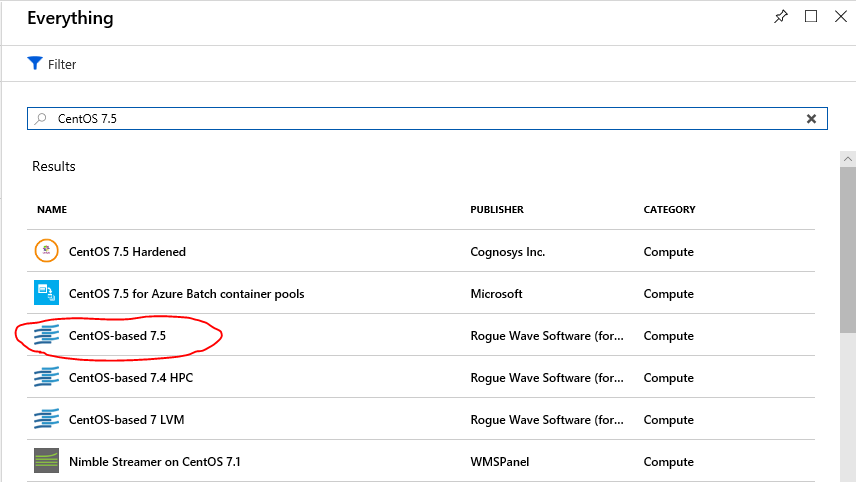 Everything
Filter
CentOS 7.5
Results
NAME PUBLISHER CATEGORY
CentOS 7.5 Hardened Cognosys Inc. Compute
CentOS 7.5 for Azure Batch container pools Microsoft Compute
CentOS-based 7.5 Rogue Wave Software (for... Compute
CentOS-based 7.4 HPC Rogue Wave Software (for... Compute
CentOS-based 7 LVM Rogue Wave Software (for... Compute
Nimble Streamer on CentOS 7.1 WMSPanel Compute